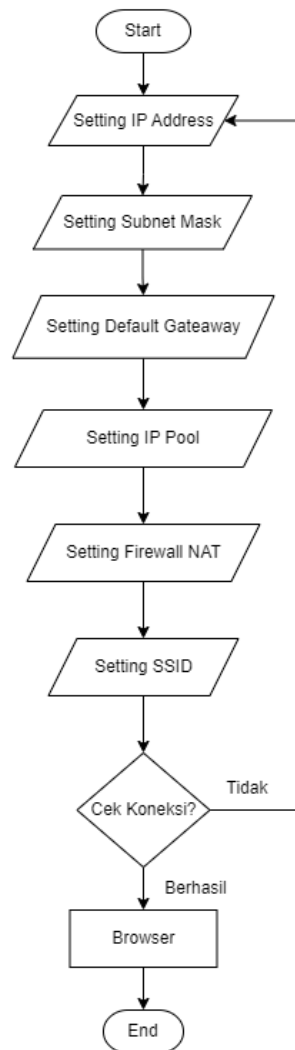 Start
Setting IP Address
Setting Subnet Mask
Setting Default Gateaway
Setting IP Pool
Setting Firewall NAT
Setting SSID
Cek Koneksi?
Tidak
Berhasil
Browser
End